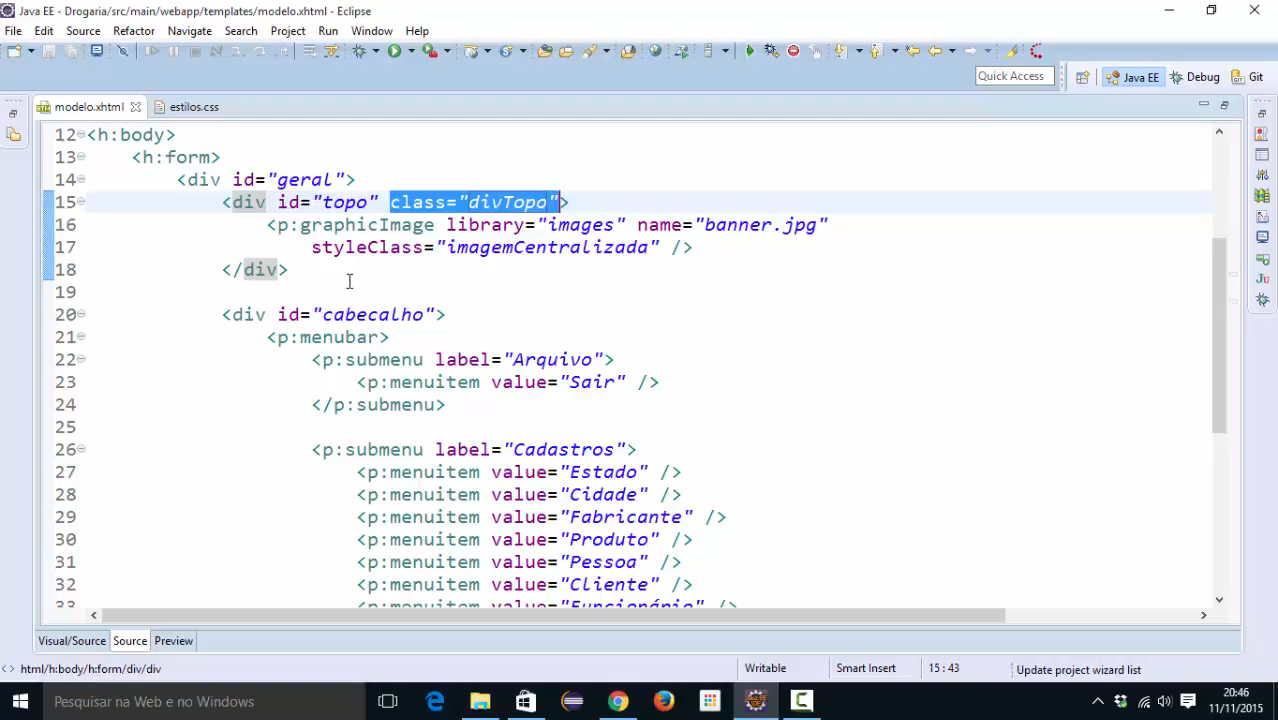 Java EE - Drogaria/src/main/webapp/templates/modelo.xhtml - Eclipse
File Edit Source Refactor Navigate Search Project Run Window Help
Quick Access Java EE Debug Git
modelo.xhtml estilos.css
12 <h:body>
13 <h:form>
14 <div id="geral">
15 <div id="topo" class="divTopo">
16 <p:graphicImage library="images" name="banner.jpg"
17 styleClass="imagemCentralizada" />
18 </div>
19
20 <div id="cabecalho">
21 <p:menubar>
22 <p:submenu label="Arquivo">
23 <p:menuitem value="Sair" />
24 </p:submenu>
25
26 <p:submenu label="Cadastros">
27 <p:menuitem value="Estado" />
28 <p:menuitem value="Cidade" />
29 <p:menuitem value="Fabricante" />
30 <p:menuitem value="Produto" />
31 <p:menuitem value="Pessoa" />
32 <p:menuitem value="Cliente" />
33 <p:menuitem value="Funcionário" />
Visual/Source Source Preview
html/h:body/h:form/div/div Writable Smart Insert 15 : 43 Update project wizard list
Pesquisar na Web e no Windows
20:46
11/11/2015